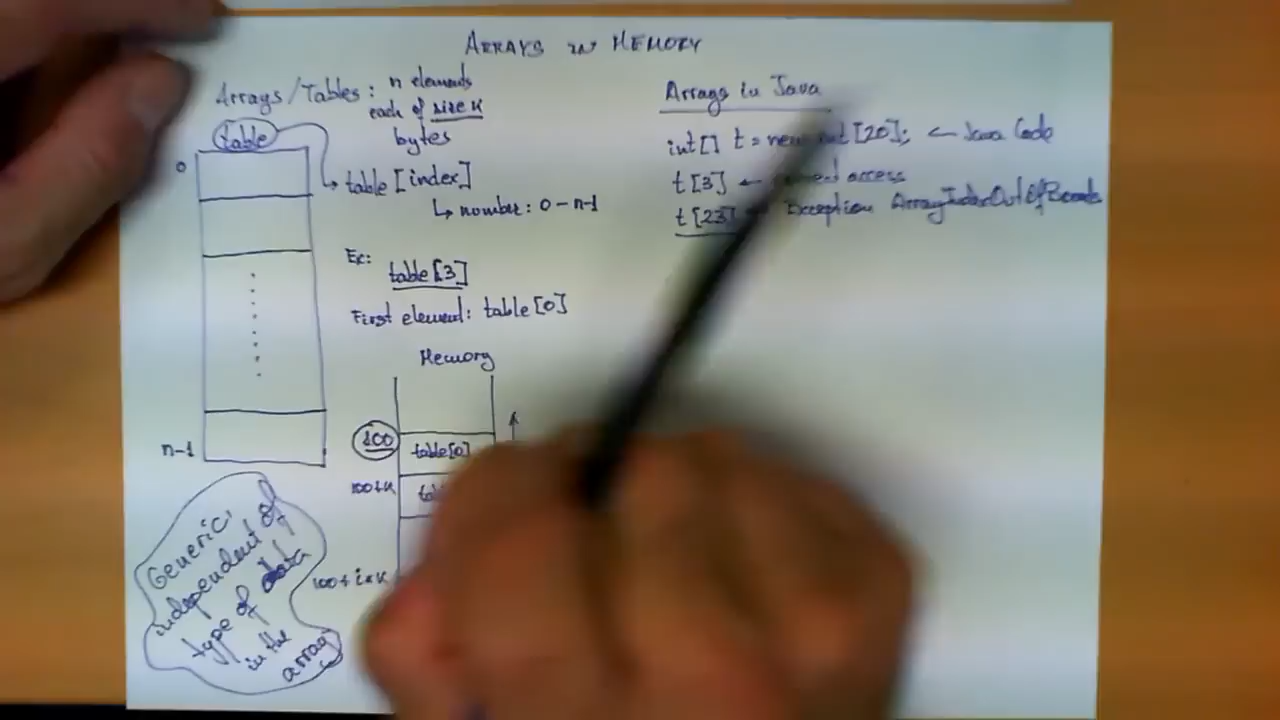 ARRAYS IN MEMORY
Arrays/Tables: n elements
each of size k
bytes
table
0
table [index]
↳ number: 0-n-1
Ex:
table[3]
First element: table[0]
Memory
100
table[0]
100+k
100+i*k
n-1
Generic,
independent of
type of data
in the
array
Arrays in Java
int[] t = new int [20]; ← Java Code
t[3] ← access
t[23] Exception ArrayIndexOutOfBounds